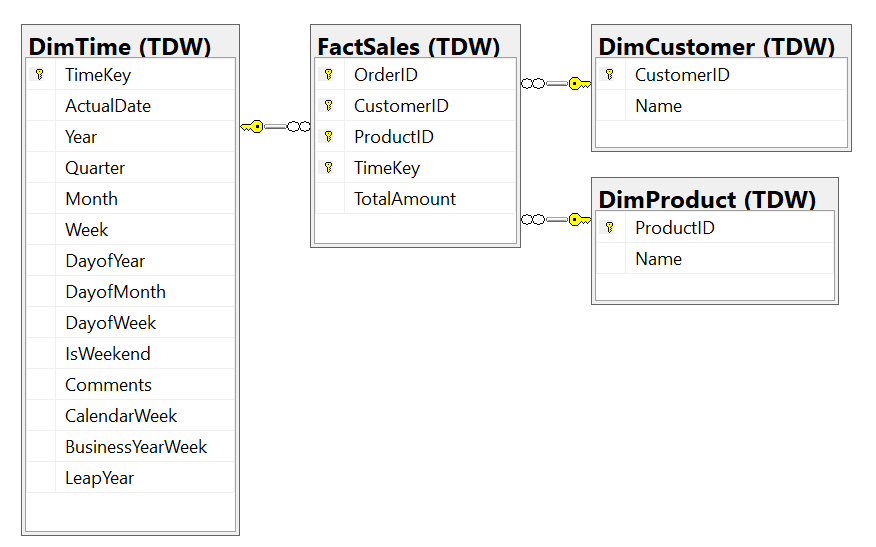 DimTime (TDW)
TimeKey
ActualDate
Year
Quarter
Month
Week
DayofYear
DayofMonth
DayofWeek
IsWeekend
Comments
CalendarWeek
BusinessYearWeek
LeapYear
FactSales (TDW)
OrderID
CustomerID
ProductID
TimeKey
TotalAmount
DimCustomer (TDW)
CustomerID
Name
DimProduct (TDW)
ProductID
Name